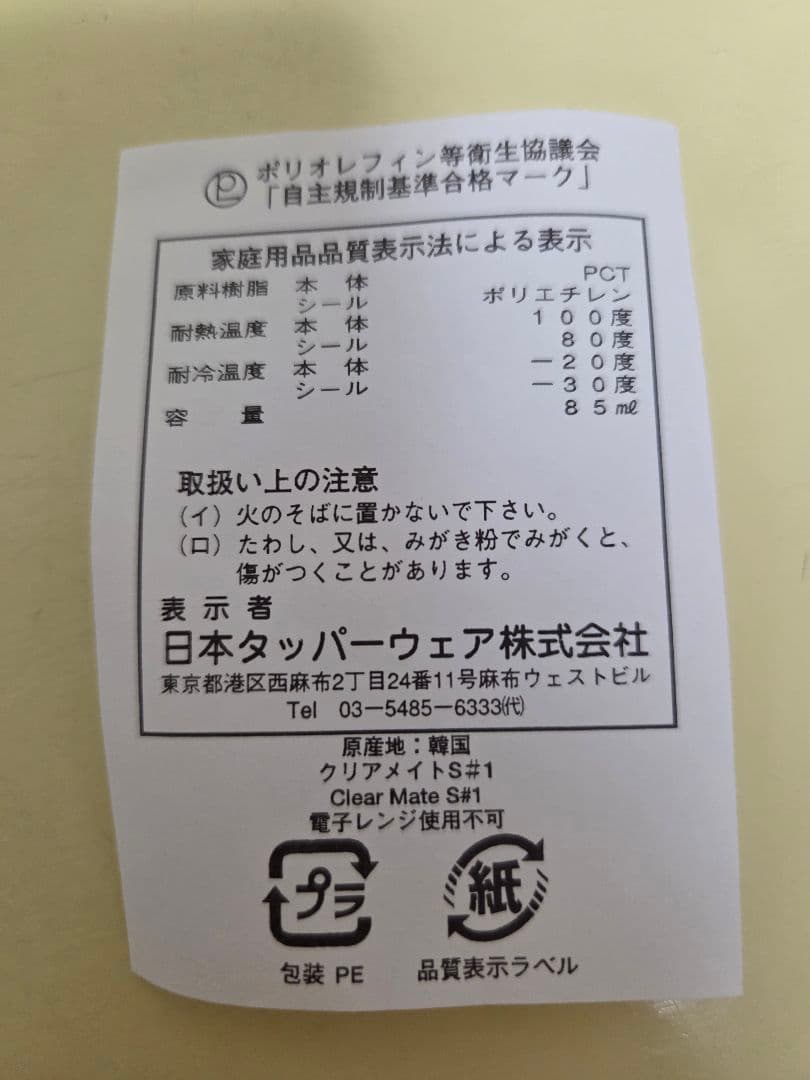 ポリオレフィン等衛生協議会
「自主規制基準合格マーク」
家庭用品品質表示法による表示
原料樹脂 本 体 PCT
シール ポリエチレン
耐熱温度 本 体 100度
シール 80度
耐冷温度 本 体 -20度
シール -30度
容 量 85㎖
取扱い上の注意
(イ) 火のそばに置かないで下さい。
(ロ) たわし、又は、みがき粉でみがくと、
傷がつくことがあります。
表 示 者
日本タッパーウェア株式会社
東京都港区西麻布2丁目24番11号麻布ウェストビル
Tel 03-5485-6333㈹
原産地:韓国
クリアメイトS#1
Clear Mate S#1
電子レンジ使用不可
プラ 紙
包装 PE 品質表示ラベル